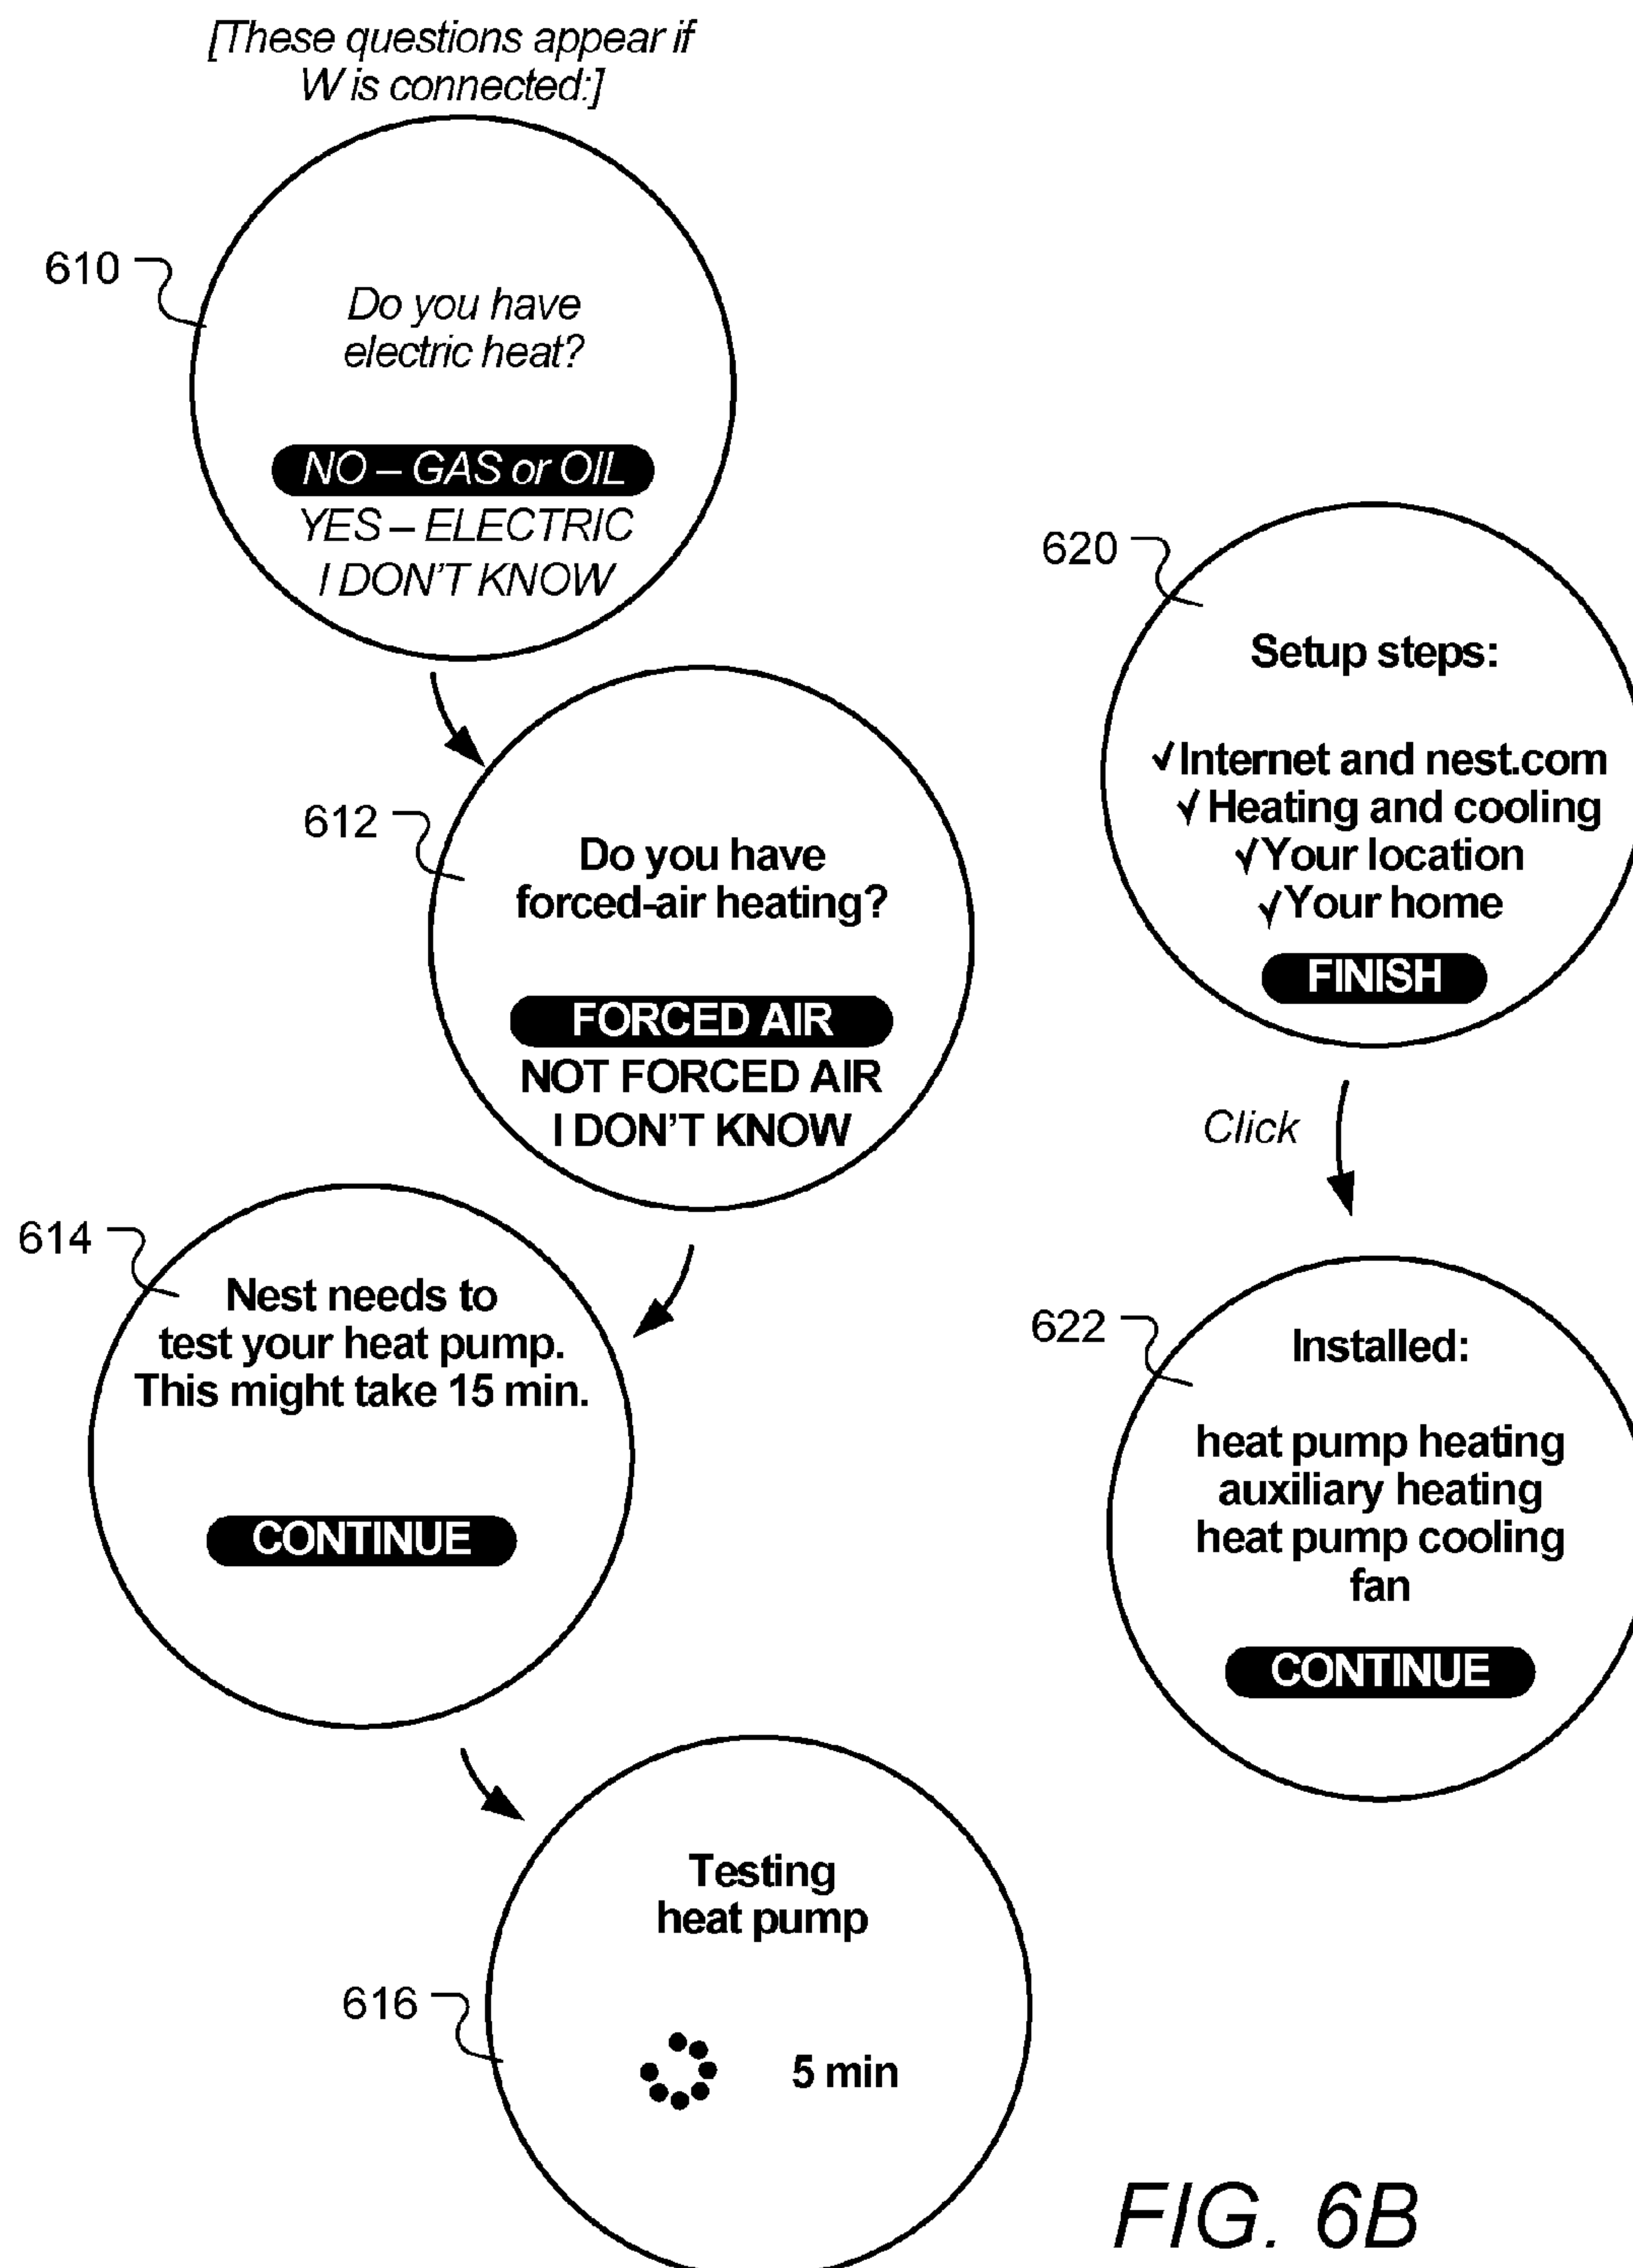 [These questions appear if
W is connected:]
610
Do you have
electric heat?
NO – GAS or OIL
YES – ELECTRIC
I DON'T KNOW
612
Do you have
forced-air heating?
FORCED AIR
NOT FORCED AIR
I DON'T KNOW
614
Nest needs to
test your heat pump.
This might take 15 min.
CONTINUE
616
Testing
heat pump
5 min
620
Setup steps:
✓Internet and nest.com
✓Heating and cooling
✓Your location
✓Your home
FINISH
Click
622
Installed:
heat pump heating
auxiliary heating
heat pump cooling
fan
CONTINUE
FIG. 6B